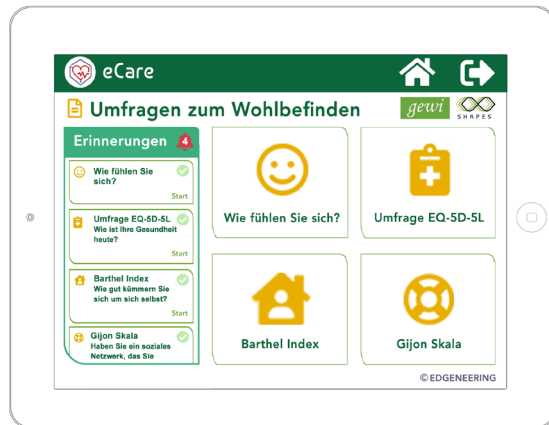 eCare
Umfragen zum Wohlbefinden
gewi
SHAPES
Erinnerungen
4
Wie fühlen Sie
sich?
Start
Umfrage EQ-5D-5L
Wie ist Ihre Gesundheit
heute?
Start
Barthel Index
Wie gut kümmern Sie
sich um sich selbst?
Start
Gijon Skala
Haben Sie ein soziales
Netzwerk, das Sie
Wie fühlen Sie sich?
Umfrage EQ-5D-5L
Barthel Index
Gijon Skala
©EDGENEERING